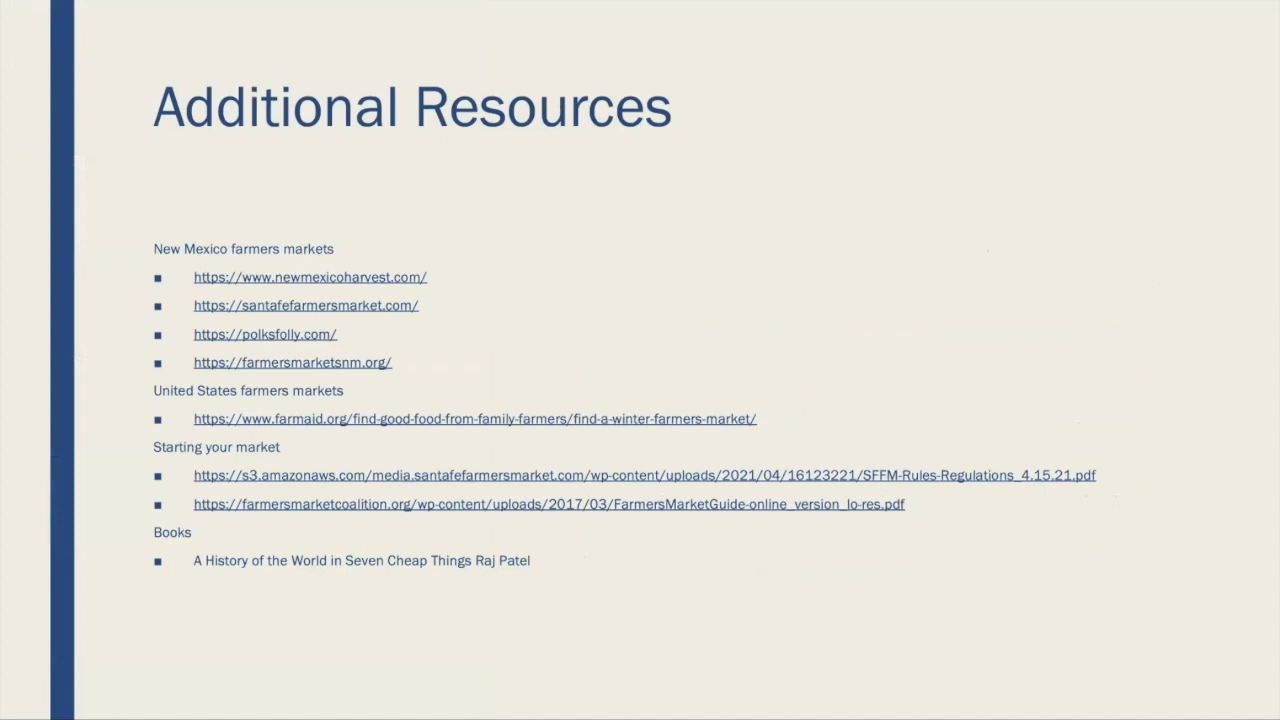 Additional Resources
New Mexico farmers markets
■ https://www.newmexicoharvest.com/
■ https://santafefarmersmarket.com/
■ https://polksfolly.com/
■ https://farmersmarketsnm.org/
United States farmers markets
■ https://www.farmaid.org/find-good-food-from-family-farmers/find-a-winter-farmers-market/
Starting your market
■ https://s3.amazonaws.com/media.santafefarmersmarket.com/wp-content/uploads/2021/04/16123221/SFFM-Rules-Regulations_4.15.21.pdf
■ https://farmersmarketcoalition.org/wp-content/uploads/2017/03/FarmersMarketGuide-online_version_lo-res.pdf
Books
■ A History of the World in Seven Cheap Things Raj Patel